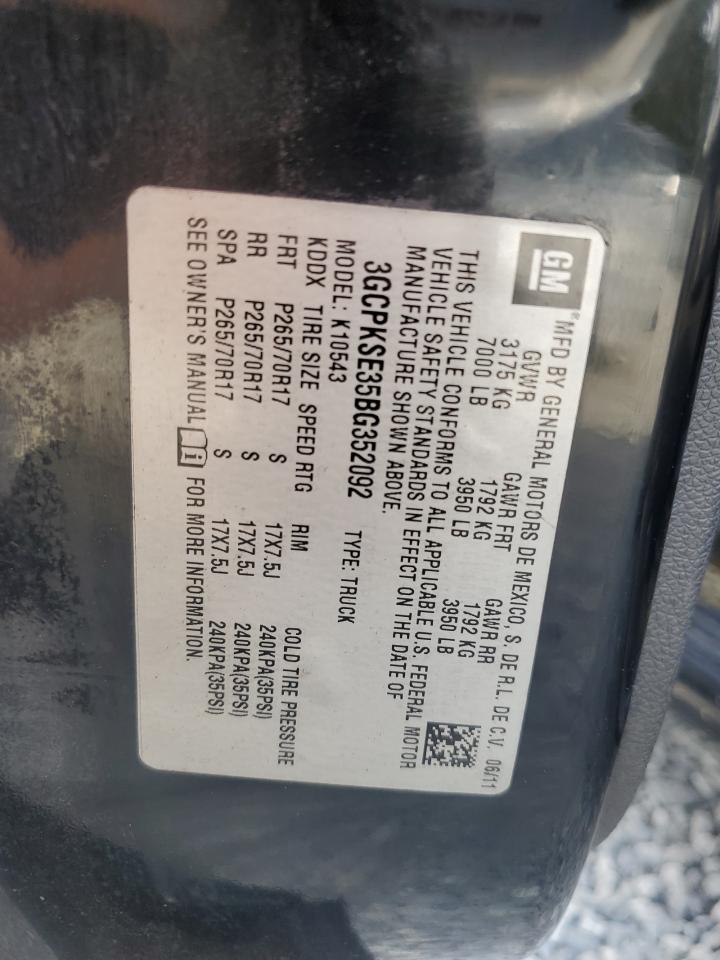 GM
® MFD BY GENERAL MOTORS DE MEXICO, S. DE R.L. DE C.V. 06/11
GVWR GAWR FRT GAWR RR
3175 KG 1792 KG 1792 KG
7000 LB 3950 LB 3950 LB
THIS VEHICLE CONFORMS TO ALL APPLICABLE U.S. FEDERAL MOTOR
VEHICLE SAFETY STANDARDS IN EFFECT ON THE DATE OF
MANUFACTURE SHOWN ABOVE.
3GCPKSE35BG352092 TYPE: TRUCK
MODEL: K10543
KDDX TIRE SIZE SPEED RTG RIM COLD TIRE PRESSURE
FRT P265/70R17 S 17X7.5J 240KPA(35PSI)
RR P265/70R17 S 17X7.5J 240KPA(35PSI)
SPA P265/70R17 S 17X7.5J 240KPA(35PSI)
SEE OWNER'S MANUAL i FOR MORE INFORMATION.